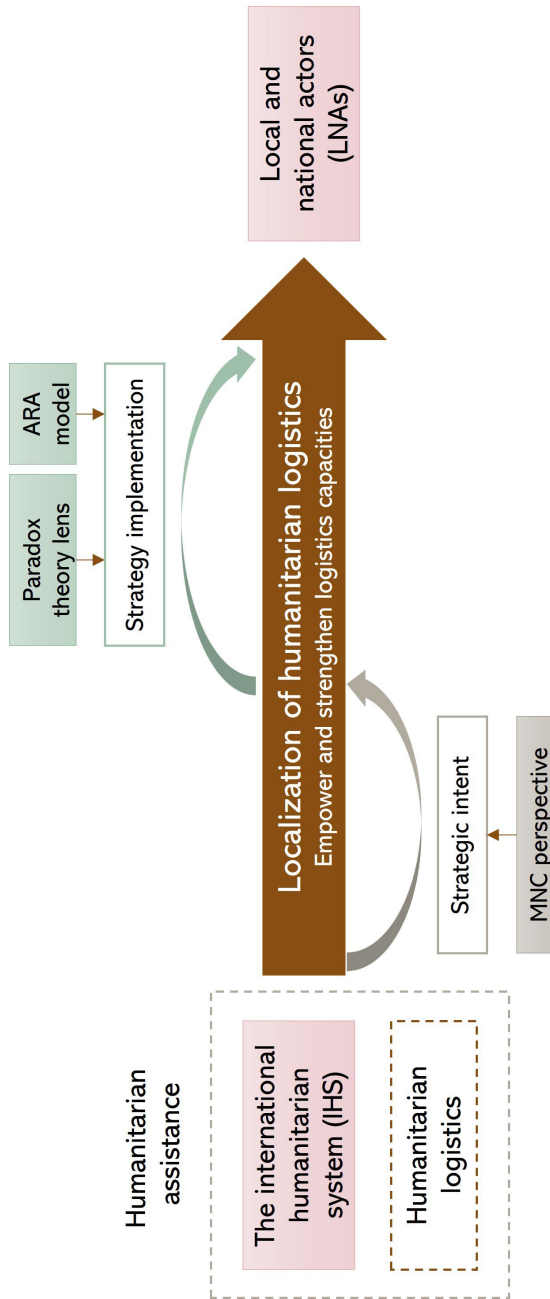 Humanitarian
assistance
The international
humanitarian
system (IHS)
Humanitarian
logistics
Paradox
theory lens
ARA
model
Strategy implementation
Localization of humanitarian logistics
Empower and strengthen logistics capacities
Strategic intent
MNC perspective
Local and
national actors
(LNAs)